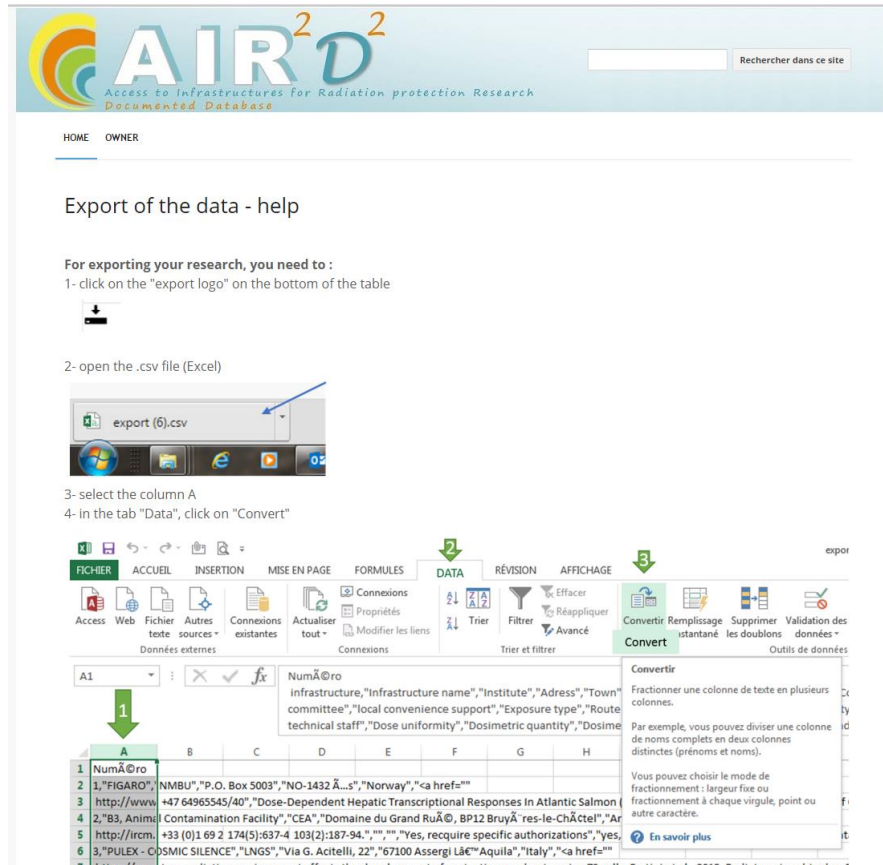 AIR²D²
Access to Infrastructures for Radiation protection Research
Documented Database
Rechercher dans ce site
HOME OWNER
Export of the data - help
For exporting your research, you need to :
1- click on the "export logo" on the bottom of the table
2- open the .csv file (Excel)
export (6).csv
3- select the column A
4- in the tab "Data", click on "Convert"
2
3
expor
FICHIER ACCUEIL INSERTION MISE EN PAGE FORMULES DATA RÉVISION AFFICHAGE
Connexions
Effacer
Propriétés
Réappliquer
Access Web Fichier Autres Connexions Actualiser Trier Filtrer Convertir Remplissage Supprimer Validation des
texte sources existantes tout Modifier les liens Avancé Convert instantané les doublons données
Données externes Connexions Trier et filtrer Outils de données
A1 fx NumÃ©ro
infrastructure,"Infrastructure name","Institute","Adress","Town"
committee","local convenience support","Exposure type","Route
technical staff","Dose uniformity","Dosimetric quantity","Dosime
1
Convertir
Fractionner une colonne de texte en plusieurs
colonnes.
Par exemple, vous pouvez diviser une colonne
de noms complets en deux colonnes
distinctes (prénoms et noms).
Vous pouvez choisir le mode de
fractionnement : largeur fixe ou
fractionnement à chaque virgule, point ou
autre caractère.
En savoir plus
A B C D E F G H
1 NumÃ©ro
2 1,"FIGARO","NMBU","P.O. Box 5003","NO-1432 Ã…s","Norway","<a href=""
3 http://www +47 64965545/40","Dose-Dependent Hepatic Transcriptional Responses In Atlantic Salmon (
4 2,"B3, Animal Contamination Facility","CEA","Domaine du Grand RuÃ©, BP12 BruyÃ¨res-le-ChÃ¢tel","Ar
5 http://ircm. +33 (0)1 69 2 174(5):637-4 103(2):187-94.","","","Yes, recquire specific authorizations","yes,
6 3,"PULEX - COSMIC SILENCE","LNGS","Via G. Acitelli, 22","67100 Assergi Lâ€™Aquila","Italy","<a href=""